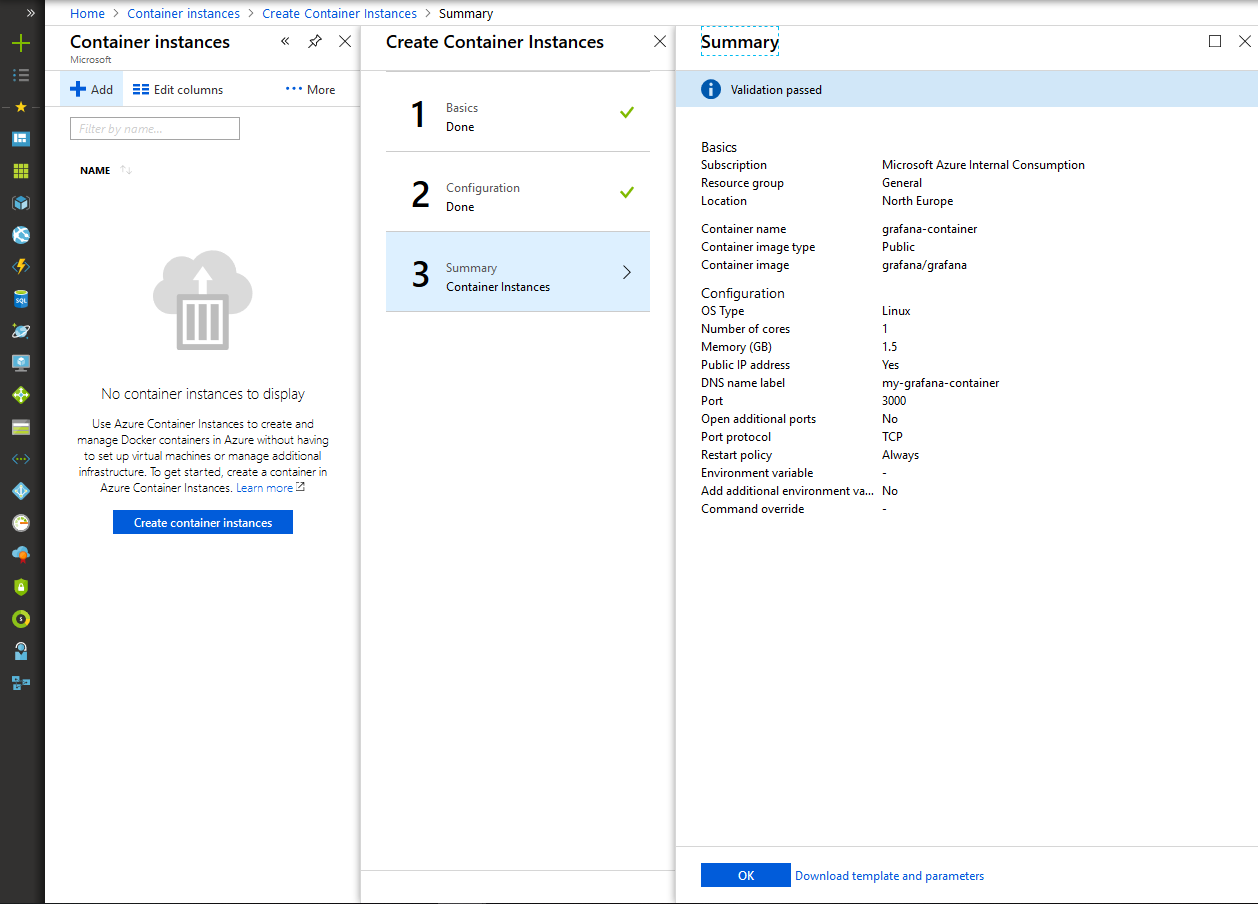 Home > Container instances > Create Container Instances > Summary
Container instances
Microsoft
Add Edit columns ··· More
Filter by name...
NAME
No container instances to display
Use Azure Container Instances to create and
manage Docker containers in Azure without having
to set up virtual machines or manage additional
infrastructure. To get started, create a container in
Azure Container Instances. Learn more
Create container instances
Create Container Instances
1 Basics
Done
2 Configuration
Done
3 Summary
Container Instances
Summary
Validation passed
Basics
Subscription Microsoft Azure Internal Consumption
Resource group General
Location North Europe
Container name grafana-container
Container image type Public
Container image grafana/grafana
Configuration
OS Type Linux
Number of cores 1
Memory (GB) 1.5
Public IP address Yes
DNS name label my-grafana-container
Port 3000
Open additional ports No
Port protocol TCP
Restart policy Always
Environment variable -
Add additional environment va... No
Command override -
OK Download template and parameters